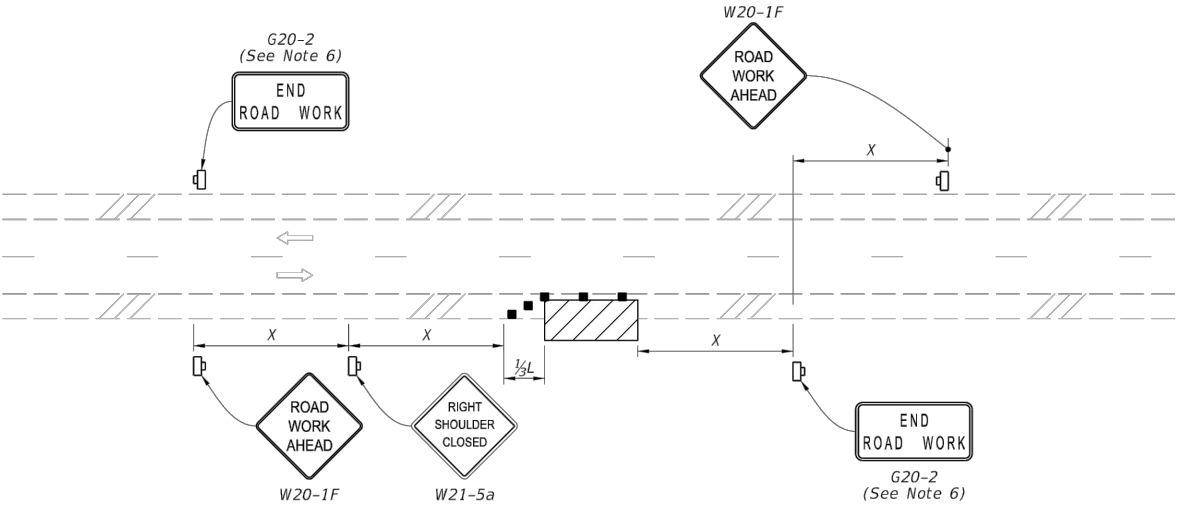 W20-1F
G20-2
(See Note 6)
END
ROAD WORK
ROAD
WORK
AHEAD
X
X
X
X
⅓L
ROAD
WORK
AHEAD
RIGHT
SHOULDER
CLOSED
END
ROAD WORK
W20-1F
W21-5a
G20-2
(See Note 6)